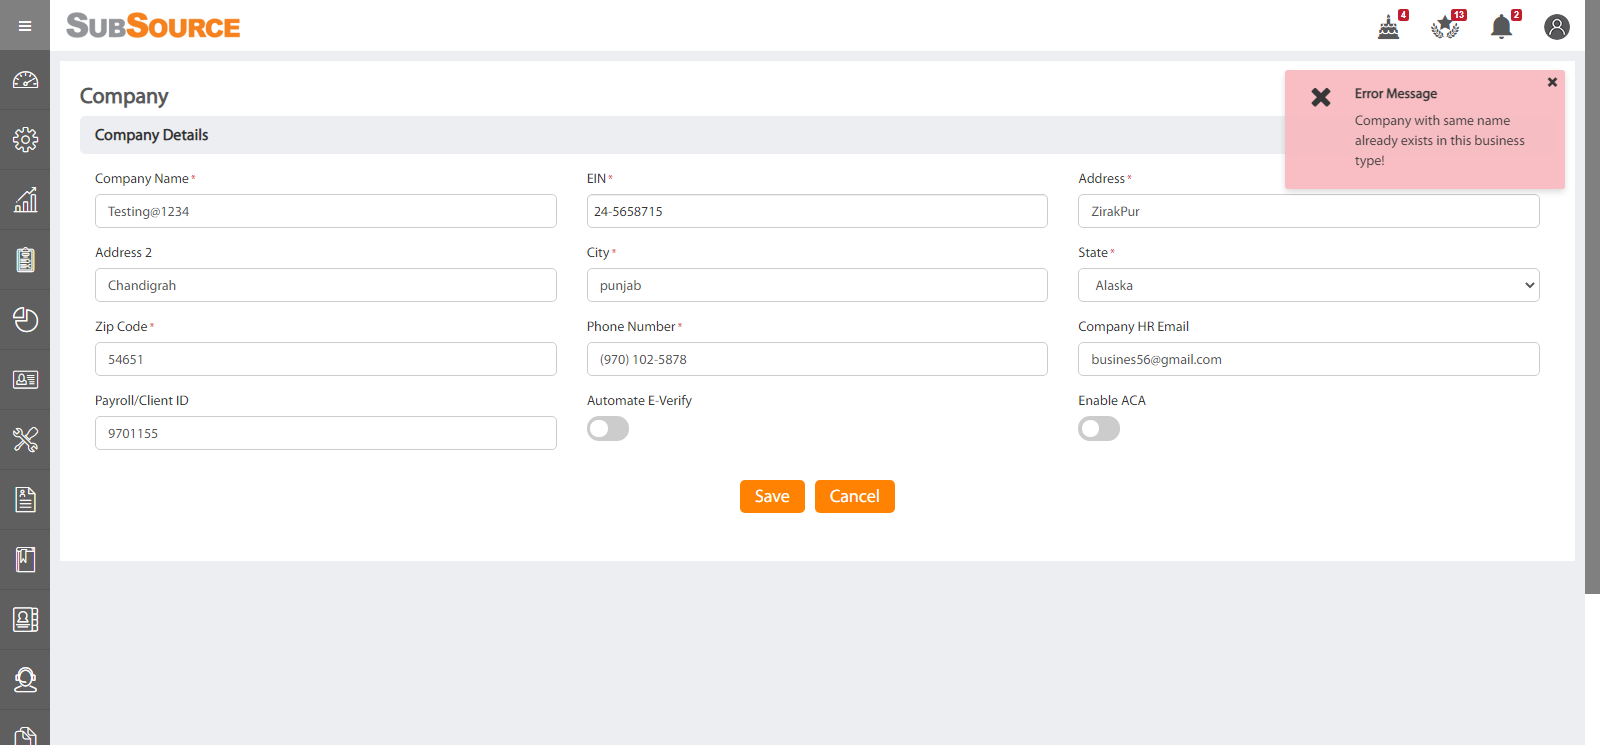 SUBSOURCE
4
13
2
Company
Company Details
Error Message
Company with same name
already exists in this business
type!
Company Name*
EIN*
Address*
Testing@1234
24-5658715
ZirakPur
Address 2
City*
State*
Chandigrah
punjab
Alaska
Zip Code*
Phone Number*
Company HR Email
54651
(970) 102-5878
busines56@gmail.com
Payroll/Client ID
Automate E-Verify
Enable ACA
9701155
Save
Cancel